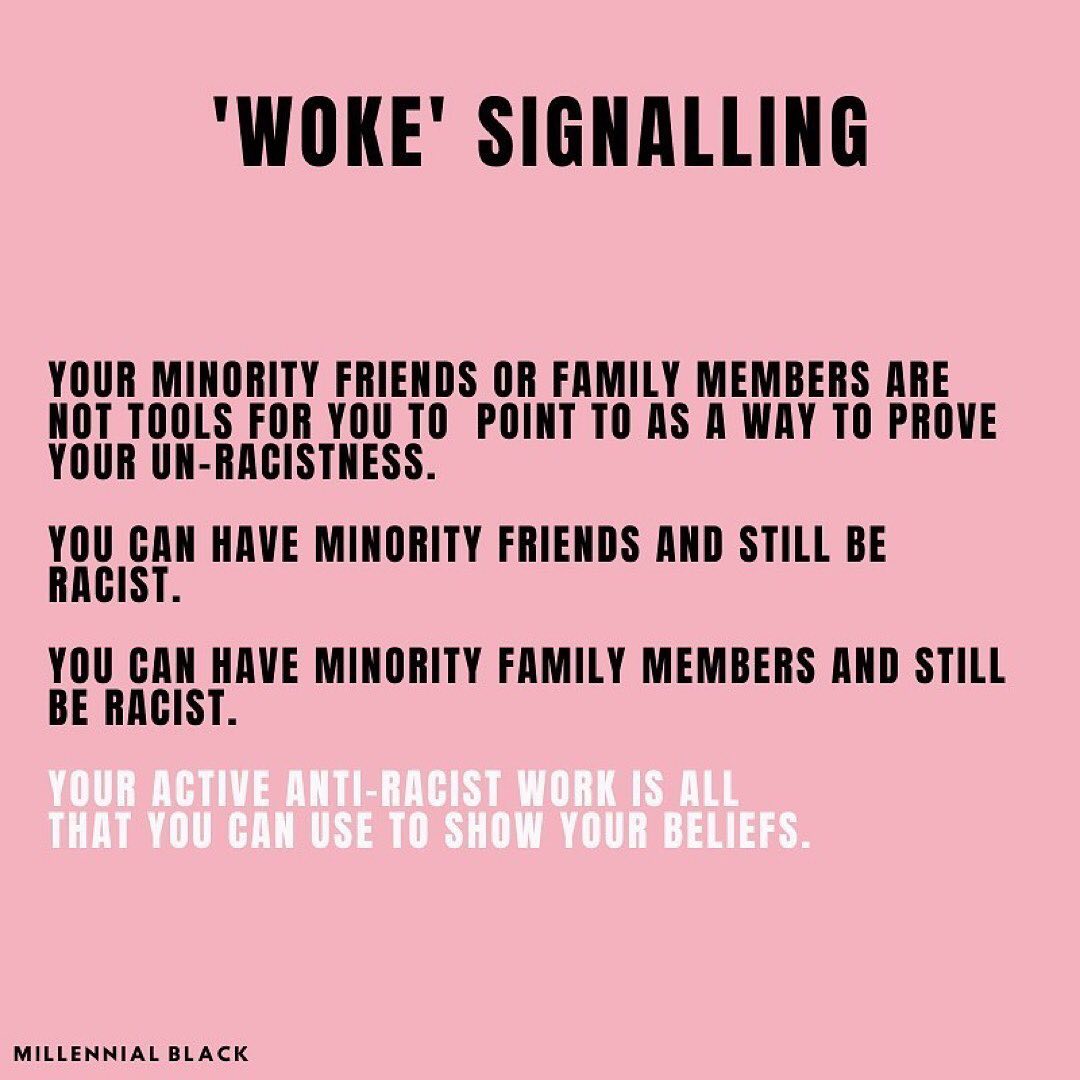 'WOKE' SIGNALLING
YOUR MINORITY FRIENDS OR FAMILY MEMBERS ARE
NOT TOOLS FOR YOU TO  POINT TO AS A WAY TO PROVE
YOUR UN-RACISTNESS.
YOU CAN HAVE MINORITY FRIENDS AND STILL BE
RACIST.
YOU CAN HAVE MINORITY FAMILY MEMBERS AND STILL
BE RACIST.
YOUR ACTIVE ANTI-RACIST WORK IS ALL
THAT YOU CAN USE TO SHOW YOUR BELIEFS.
MILLENNIAL BLACK